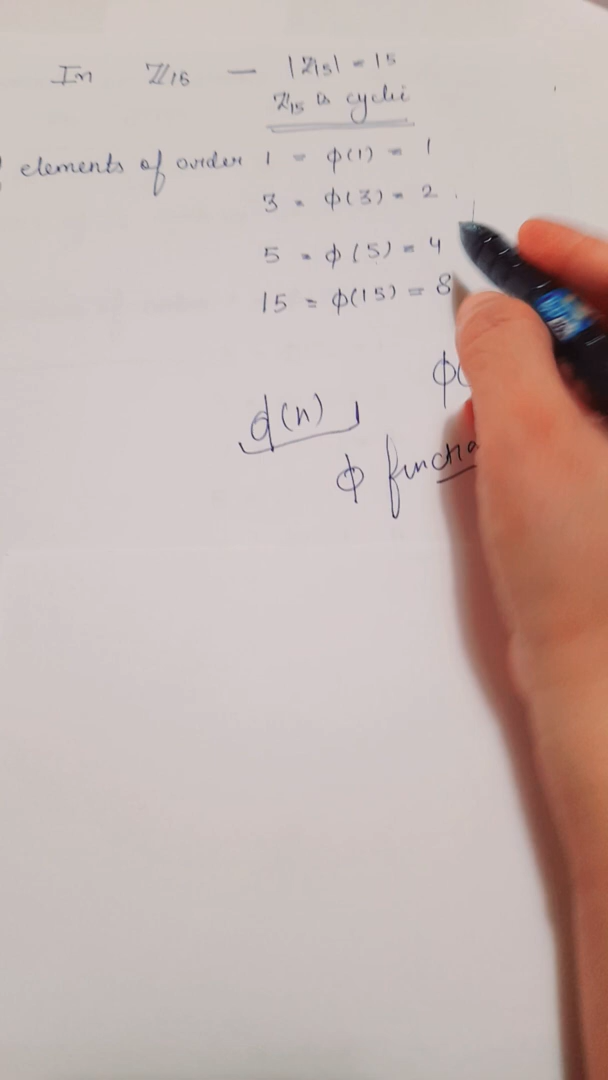 In ℤ15 — |ℤ15| = 15
ℤ15 is cyclic
elements of order 1 = ϕ(1) = 1
3 = ϕ(3) = 2
5 = ϕ(5) = 4
15 = ϕ(15) = 8
ϕ(
d(n)
ϕ functio